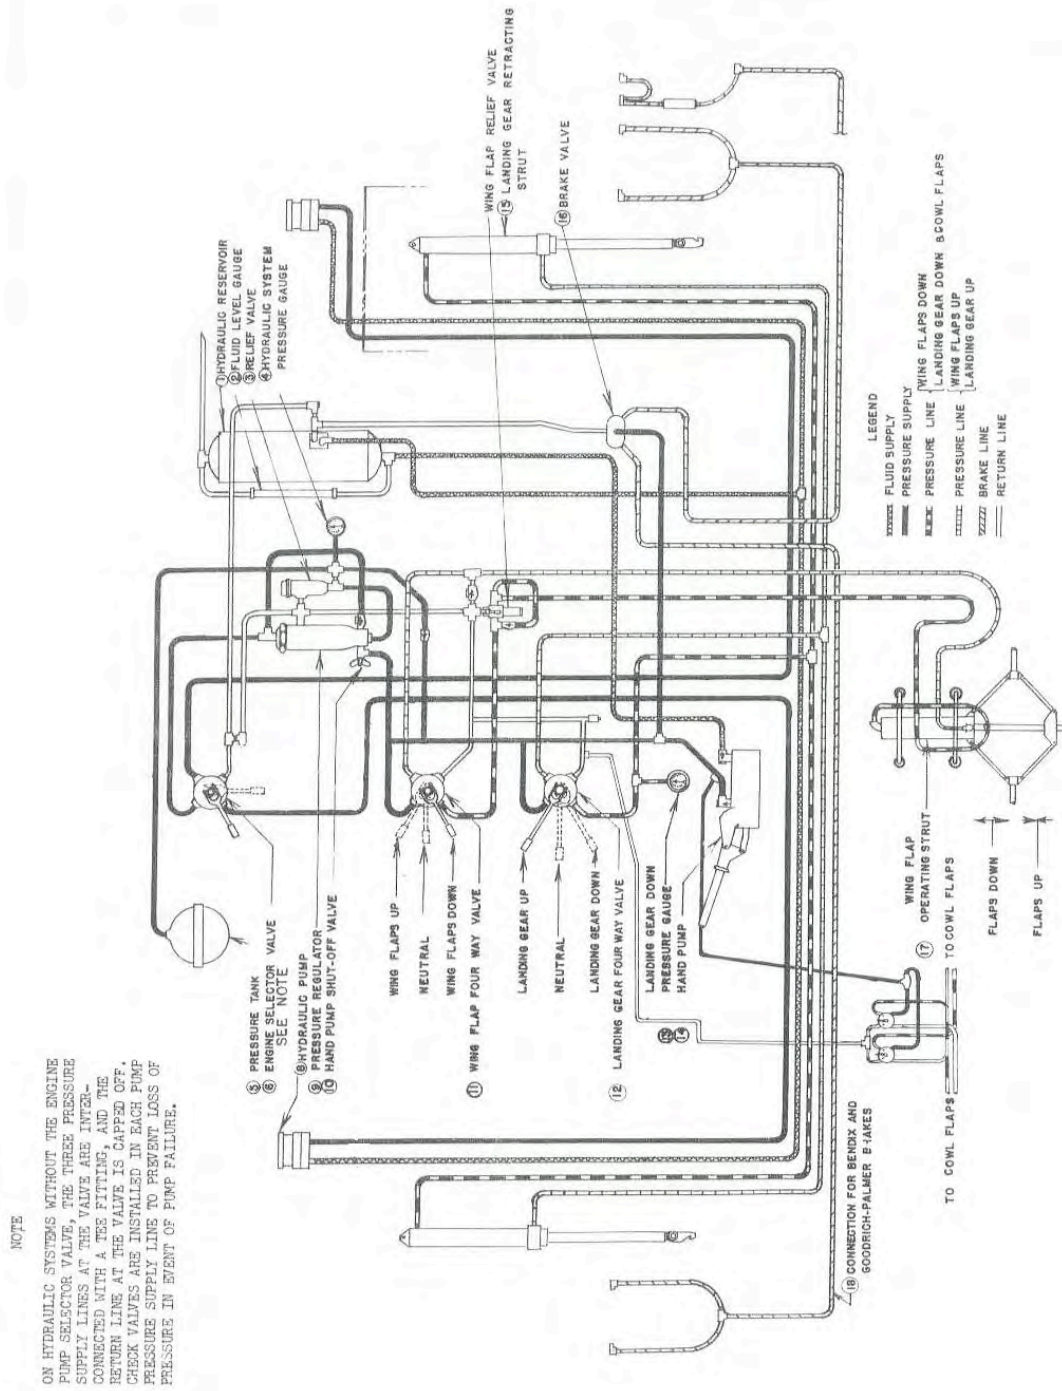 NOTE
ON HYDRAULIC SYSTEMS WITHOUT THE ENGINE
PUMP SELECTOR VALVE, THE THREE PRESSURE
SUPPLY LINES AT THE VALVE ARE INTER-
CONNECTED WITH A TEE FITTING, AND THE
RETURN LINE AT THE VALVE IS CAPPED OFF.
CHECK VALVES ARE INSTALLED IN EACH PUMP
PRESSURE SUPPLY LINE TO PREVENT LOSS OF
PRESSURE IN EVENT OF PUMP FAILURE.
① HYDRAULIC RESERVOIR
② FLUID LEVEL GAUGE
③ RELIEF VALVE
④ HYDRAULIC SYSTEM
PRESSURE GAUGE
⑤ PRESSURE TANK
⑥ ENGINE SELECTOR VALVE
SEE NOTE
⑧ HYDRAULIC PUMP
⑨ PRESSURE REGULATOR
⑩ HAND PUMP SHUT-OFF VALVE
WING FLAPS UP
NEUTRAL
WING FLAPS DOWN
⑪ WING FLAP FOUR WAY VALVE
LANDING GEAR UP
NEUTRAL
LANDING GEAR DOWN
⑫ LANDING GEAR FOUR WAY VALVE
⑬ LANDING GEAR DOWN
PRESSURE GAUGE
⑭ HAND PUMP
WING FLAP RELIEF VALVE
⑮ LANDING GEAR RETRACTING
STRUT
⑯ BRAKE VALVE
⑰ WING FLAP
OPERATING STRUT
TO COWL FLAPS
TO COWL FLAPS
FLAPS DOWN
FLAPS UP
⑱ CONNECTION FOR BENDIX AND
GOODRICH-PALMER BRAKES
LEGEND
FLUID SUPPLY
PRESSURE SUPPLY
PRESSURE LINE { WING FLAPS DOWN
LANDING GEAR DOWN & COWL FLAPS
PRESSURE LINE { WING FLAPS UP
LANDING GEAR UP
BRAKE LINE
RETURN LINE